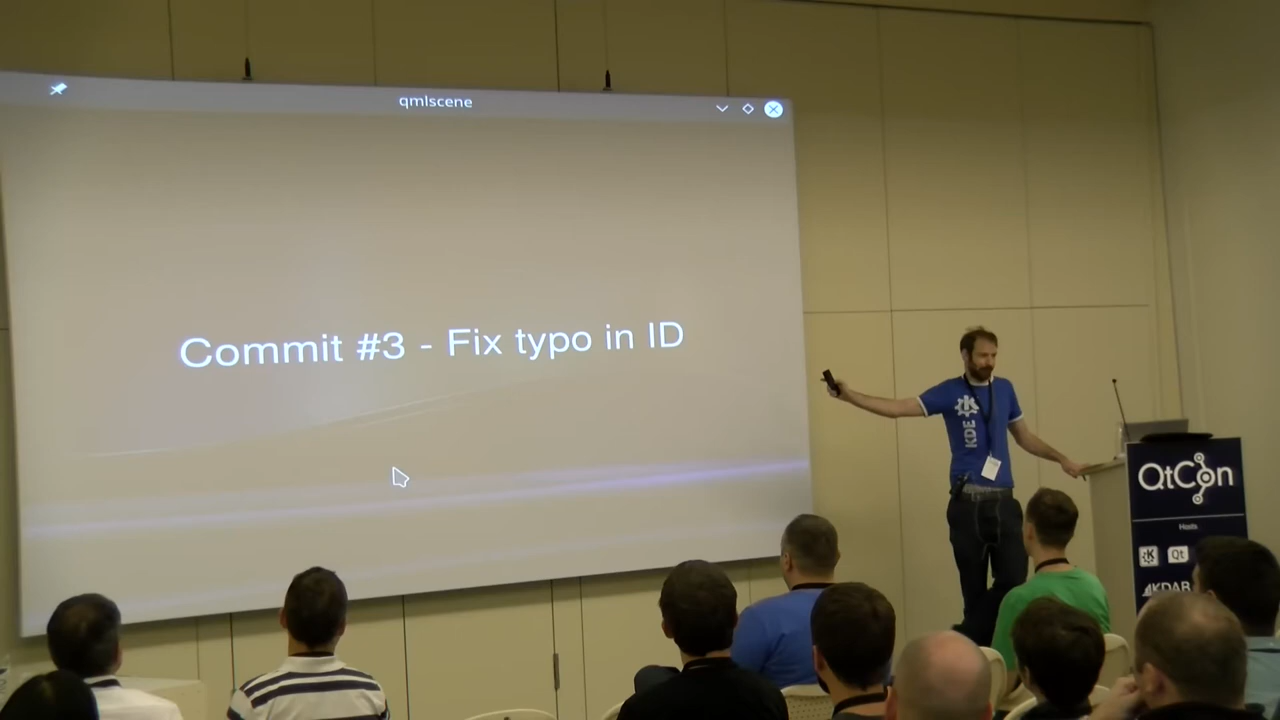 qmlscene
Commit #3 - Fix typo in ID
KDE
QtCon
Hosts
Qt
KDAB